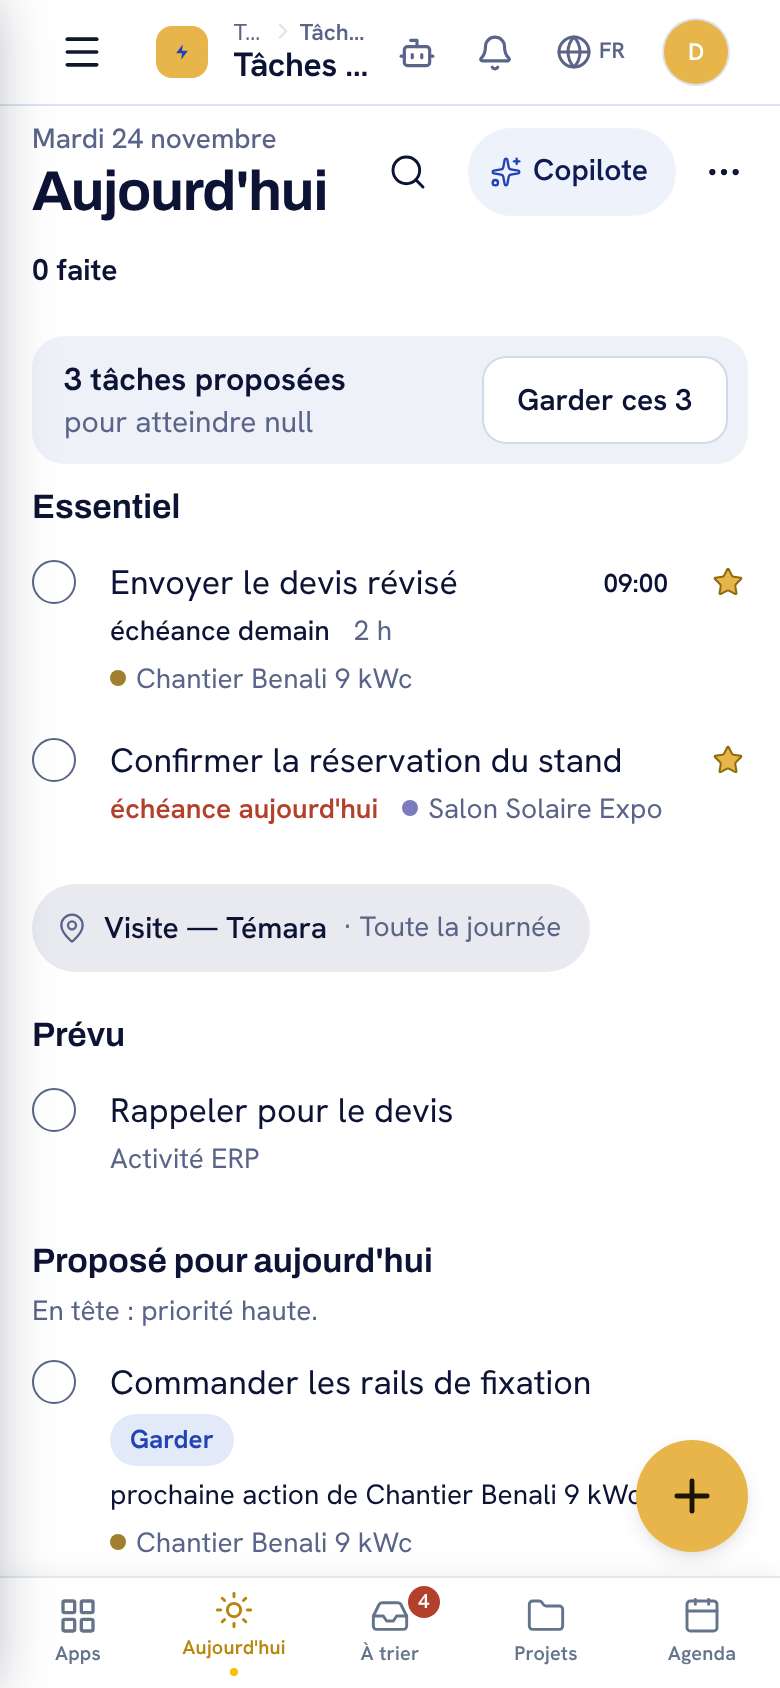 T... > Tâch...
Tâches ...
FR
D
Mardi 24 novembre
Aujourd'hui
Copilote
0 faite
3 tâches proposées
pour atteindre null
Garder ces 3
Essentiel
Envoyer le devis révisé 09:00
échéance demain 2 h
Chantier Benali 9 kWc
Confirmer la réservation du stand
échéance aujourd'hui Salon Solaire Expo
Visite — Témara · Toute la journée
Prévu
Rappeler pour le devis
Activité ERP
Proposé pour aujourd'hui
En tête : priorité haute.
Commander les rails de fixation
Garder
prochaine action de Chantier Benali 9 kWc
Chantier Benali 9 kWc
4
Apps
Aujourd'hui
À trier
Projets
Agenda